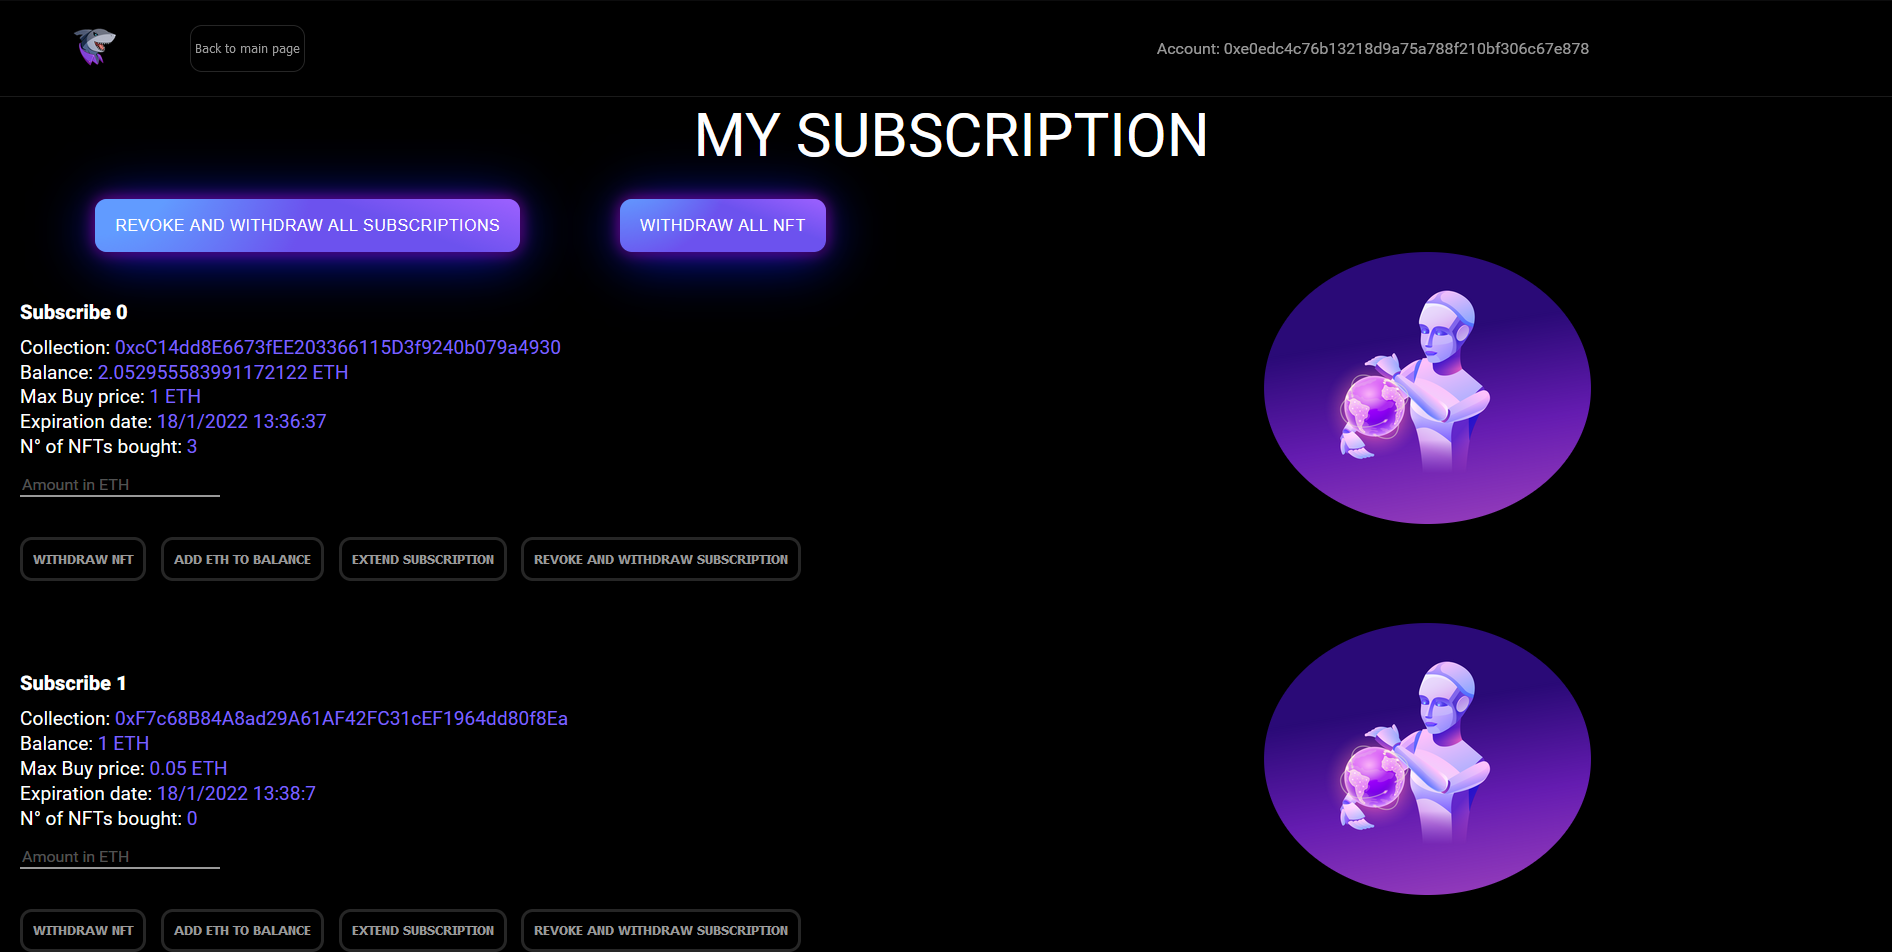 Back to main page
Account: 0xe0edc4c76b13218d9a75a788f210bf306c67e878
MY SUBSCRIPTION
REVOKE AND WITHDRAW ALL SUBSCRIPTIONS
WITHDRAW ALL NFT
Subscribe 0
Collection: 0xcC14dd8E6673fEE203366115D3f9240b079a4930
Balance: 2.052955583991172122 ETH
Max Buy price: 1 ETH
Expiration date: 18/1/2022 13:36:37
N° of NFTs bought: 3
Amount in ETH
WITHDRAW NFT
ADD ETH TO BALANCE
EXTEND SUBSCRIPTION
REVOKE AND WITHDRAW SUBSCRIPTION
Subscribe 1
Collection: 0xF7c68B84A8ad29A61AF42FC31cEF1964dd80f8Ea
Balance: 1 ETH
Max Buy price: 0.05 ETH
Expiration date: 18/1/2022 13:38:7
N° of NFTs bought: 0
Amount in ETH
WITHDRAW NFT
ADD ETH TO BALANCE
EXTEND SUBSCRIPTION
REVOKE AND WITHDRAW SUBSCRIPTION